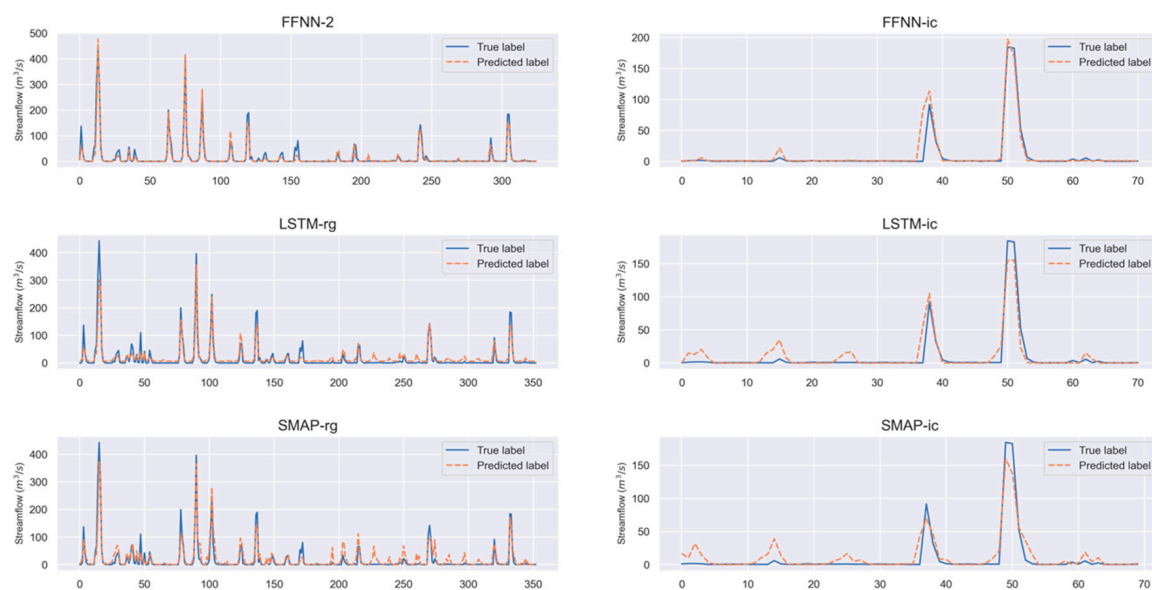 FFNN-2
Streamflow (m³/s)
500
400
300
200
100
0
True label
Predicted label
0 50 100 150 200 250 300
FFNN-ic
Streamflow (m³/s)
200
150
100
50
0
True label
Predicted label
0 10 20 30 40 50 60 70
LSTM-rg
Streamflow (m³/s)
400
300
200
100
0
True label
Predicted label
0 50 100 150 200 250 300 350
LSTM-ic
Streamflow (m³/s)
150
100
50
0
True label
Predicted label
0 10 20 30 40 50 60 70
SMAP-rg
Streamflow (m³/s)
400
300
200
100
0
True label
Predicted label
0 50 100 150 200 250 300 350
SMAP-ic
Streamflow (m³/s)
150
100
50
0
True label
Predicted label
0 10 20 30 40 50 60 70